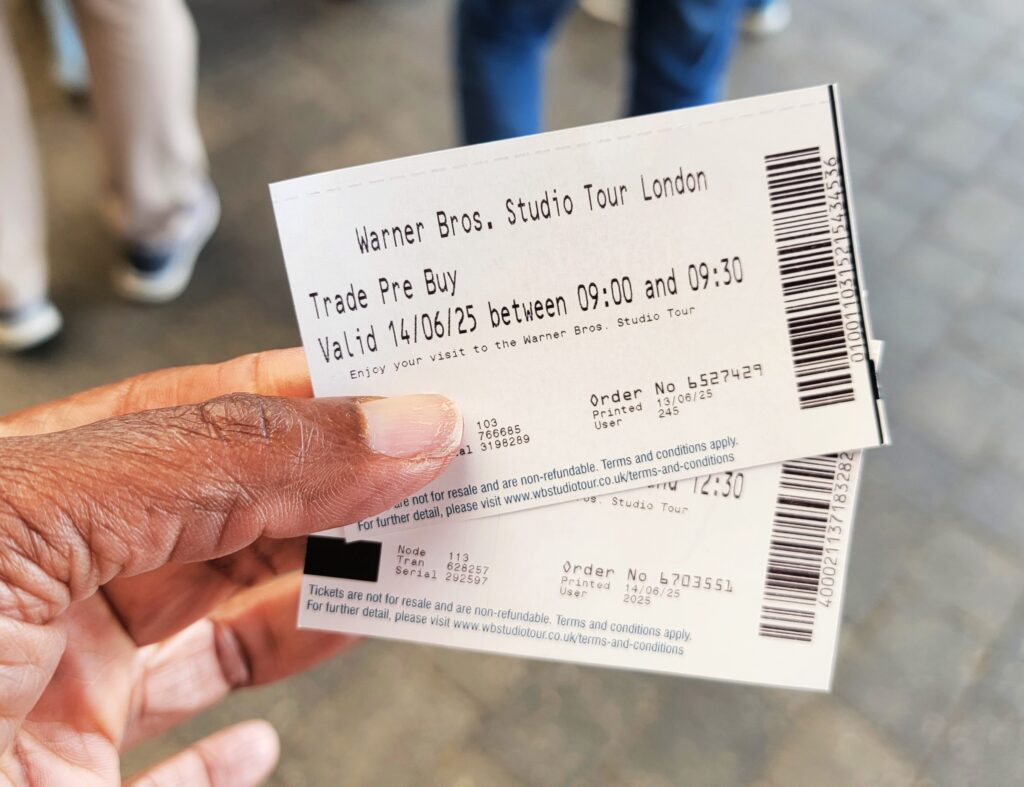 Warner Bros. Studio Tour London
Trade Pre Buy
Valid 14/06/25 between 09:00 and 09:30
Enjoy your visit to the Warner Bros. Studio Tour
103
766685
3198289
Order No 6527429
Printed 13/06/25
User 245
are not for resale and are non-refundable. Terms and conditions apply.
For further detail, please visit www.wbstudiotour.co.uk/terms-and-conditions
12:30
Studio Tour
Node 113
Tran 628257
Serial 292597
Order No 6703551
Printed 14/06/25
User 2025
Tickets are not for resale and are non-refundable. Terms and conditions apply.
For further detail, please visit www.wbstudiotour.co.uk/terms-and-conditions